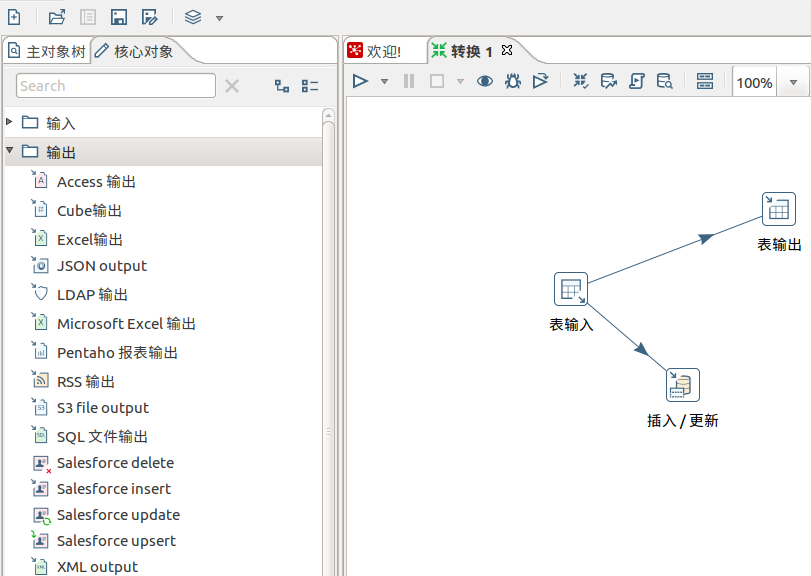 主对象树 核心对象
欢迎! 转换 1
Search
100%
输入
输出
Access 输出
Cube输出
Excel输出
JSON output
LDAP 输出
Microsoft Excel 输出
Pentaho 报表输出
RSS 输出
S3 file output
SQL 文件输出
Salesforce delete
Salesforce insert
Salesforce update
Salesforce upsert
XML output
表输出
表输入
插入 / 更新